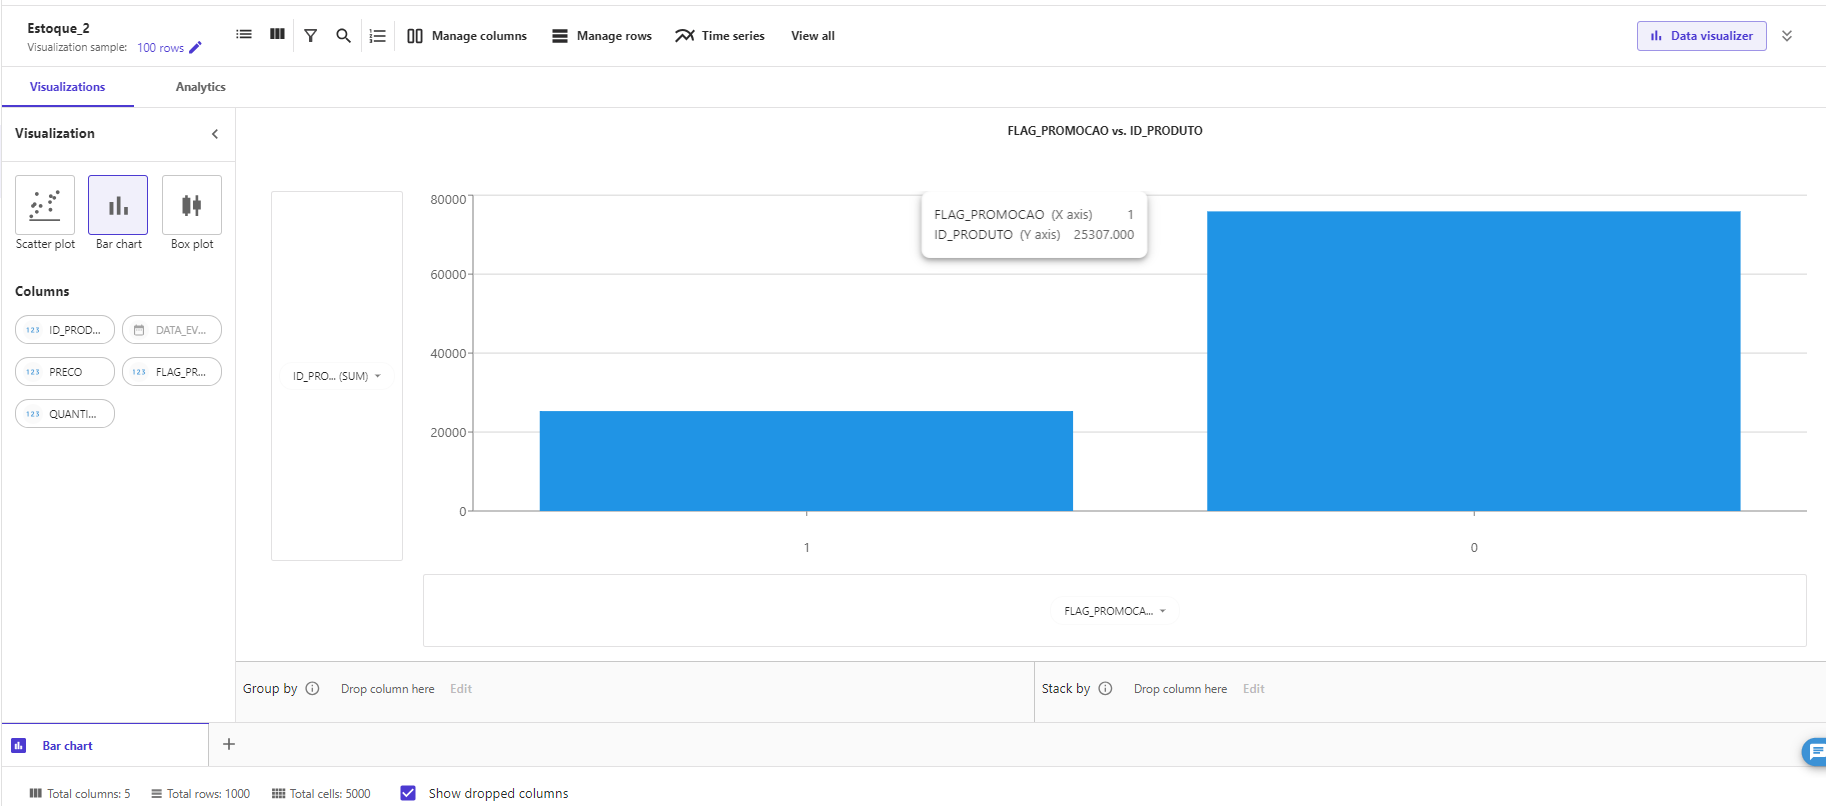 Estoque_2
Visualization sample: 100 rows
Manage columns
Manage rows
Time series
View all
Data visualizer
Visualizations
Analytics
Visualization
Scatter plot
Bar chart
Box plot
Columns
123 ID_PROD...
DATA_EV...
123 PRECO
123 FLAG_PR...
123 QUANTI...
FLAG_PROMOCAO vs. ID_PRODUTO
80000
60000
40000
20000
0
ID_PRO... (SUM)
FLAG_PROMOCAO (X axis) 1
ID_PRODUTO (Y axis) 25307.000
1
0
FLAG_PROMOCA...
Group by
Drop column here
Edit
Stack by
Drop column here
Edit
Bar chart
Total columns: 5
Total rows: 1000
Total cells: 5000
Show dropped columns